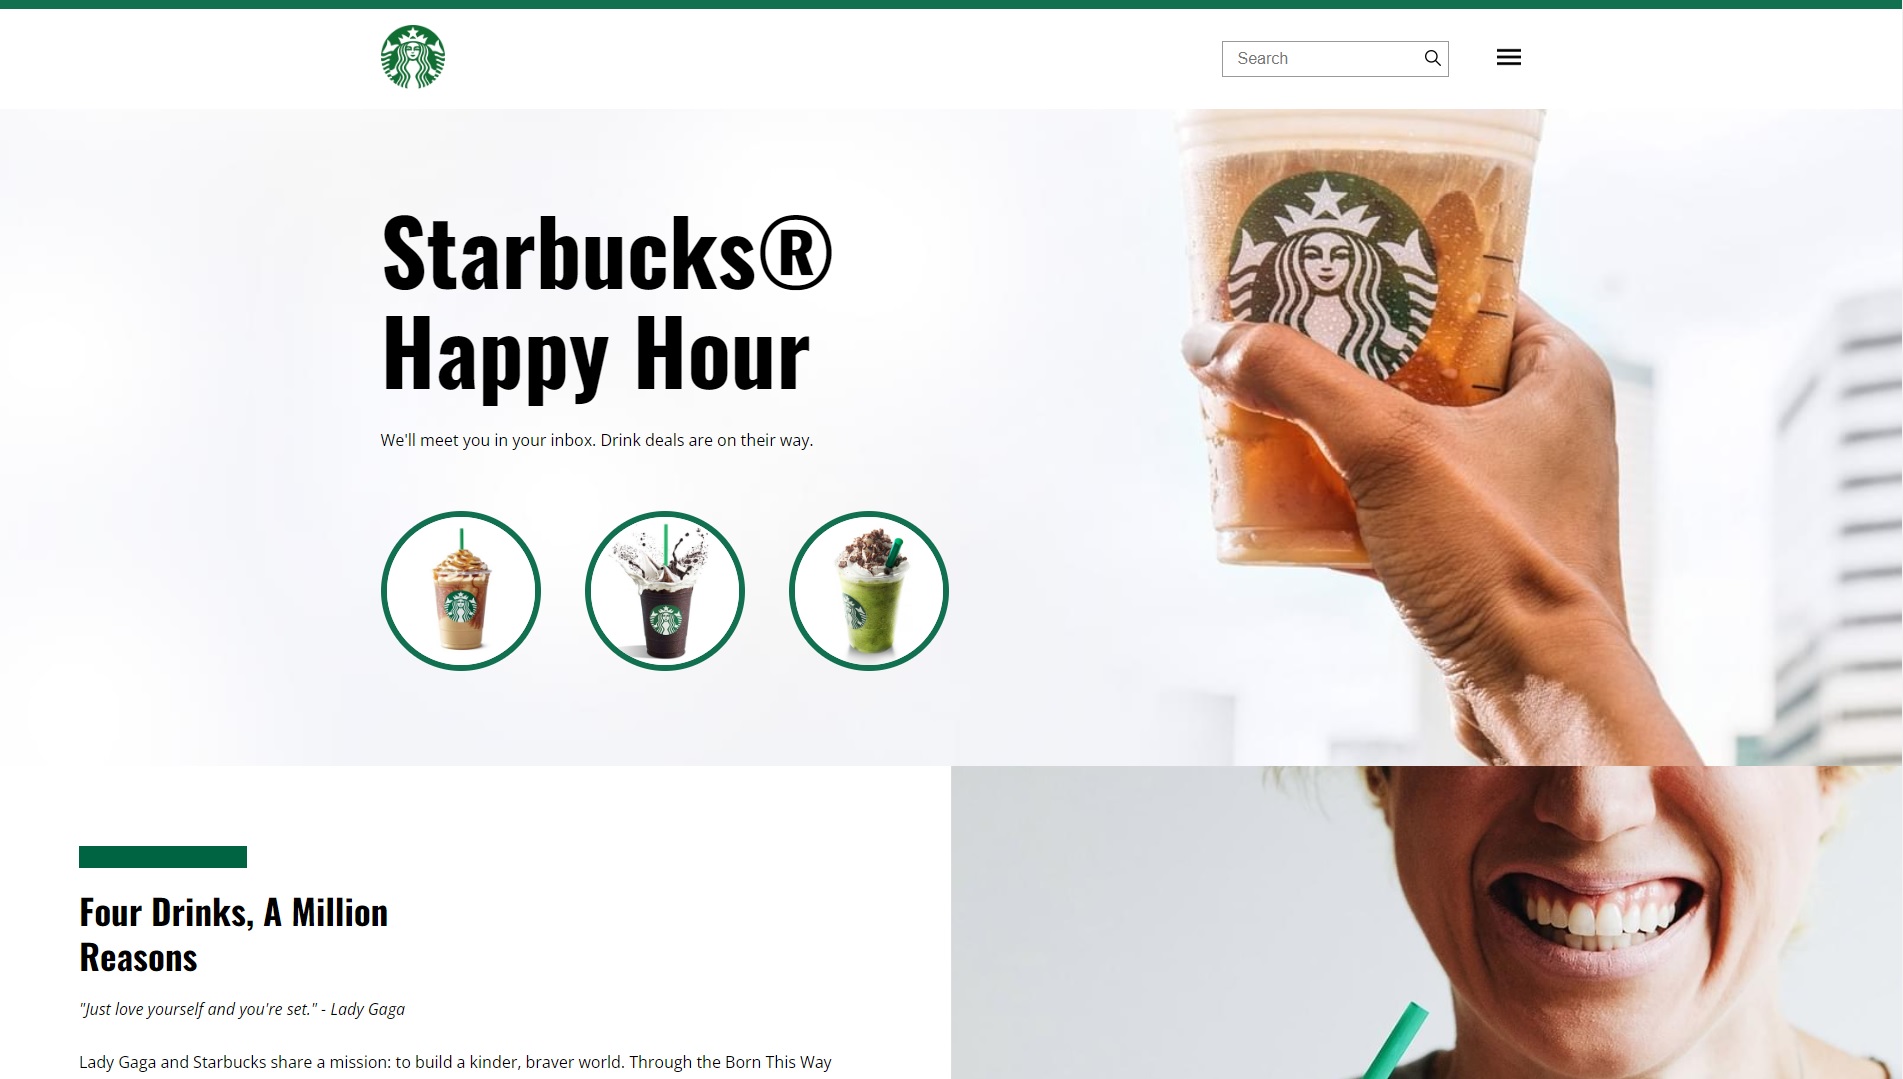 Search
Starbucks®
Happy Hour
We'll meet you in your inbox. Drink deals are on their way.
Four Drinks, A Million
Reasons
"Just love yourself and you're set." - Lady Gaga
Lady Gaga and Starbucks share a mission: to build a kinder, braver world. Through the Born This Way